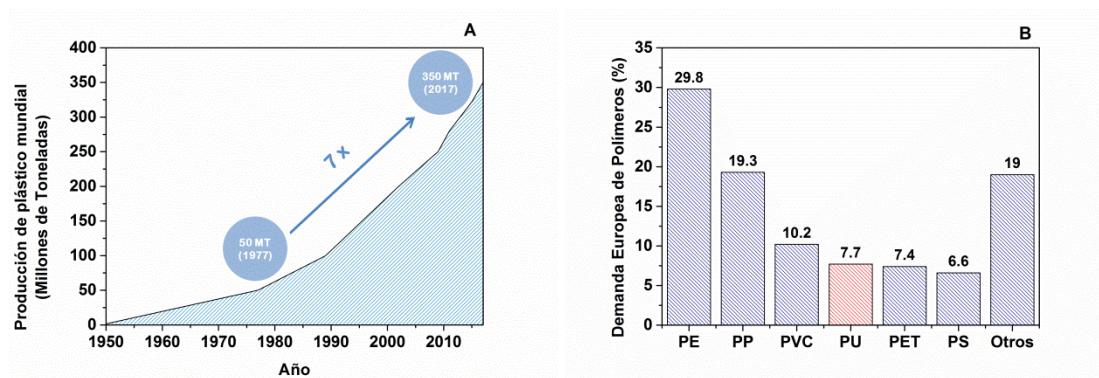 A
Producción de plástico mundial
(Millones de Toneladas)
400
350
300
250
200
150
100
50
0
350 MT
(2017)
7 x
50 MT
(1977)
1950 1960 1970 1980 1990 2000 2010
Año
B
Demanda Europea de Polímeros (%)
35
30
25
20
15
10
5
0
29.8
19.3
10.2
7.7
7.4
6.6
19
PE PP PVC PU PET PS Otros